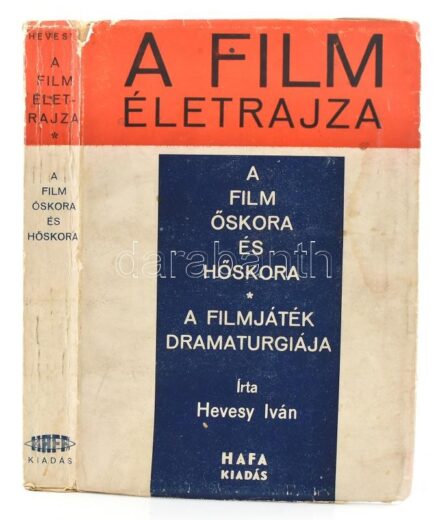 HEVESY
A
FILM
ÉLET-
RAJZA
*
A
FILM
ŐSKORA
ÉS
HŐSKORA
HAFA
KIADÁS
A FILM
ÉLETRAJZA
A
FILM
ŐSKORA
ÉS
HŐSKORA
*
A FILMJÁTÉK
DRAMATURGIÁJA
Írta
Hevesy Iván
HAFA
KIADÁS
darabanth